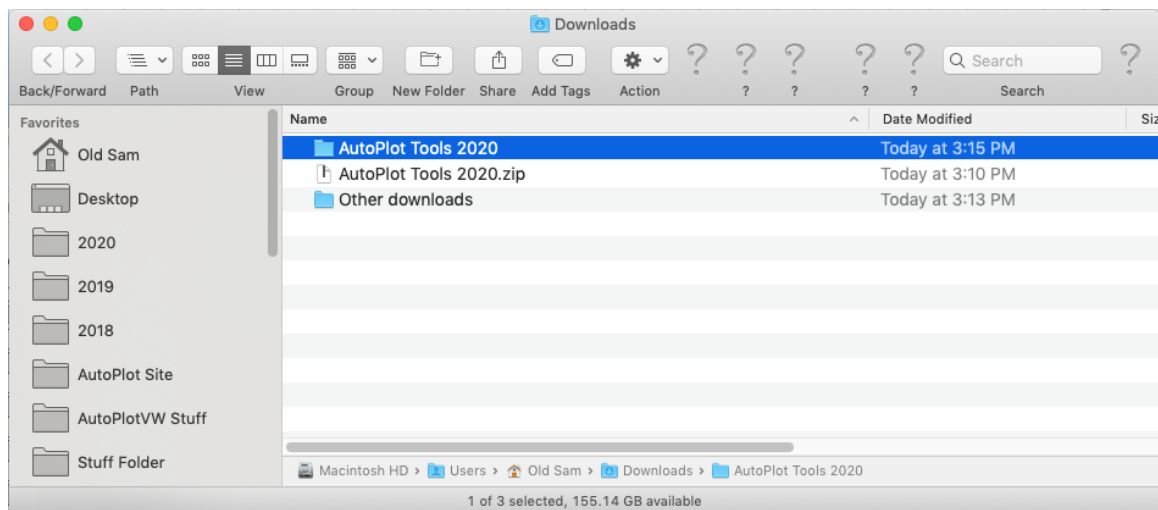 Downloads
? ? ? ? ? Search ?
Back/Forward Path View Group New Folder Share Add Tags Action ? ? ? ? Search
Favorites
Old Sam
Desktop
2020
2019
2018
AutoPlot Site
AutoPlotVW Stuff
Stuff Folder
Name Date Modified Siz
AutoPlot Tools 2020 Today at 3:15 PM
AutoPlot Tools 2020.zip Today at 3:10 PM
Other downloads Today at 3:13 PM
Macintosh HD › Users › Old Sam › Downloads › AutoPlot Tools 2020
1 of 3 selected, 155.14 GB available